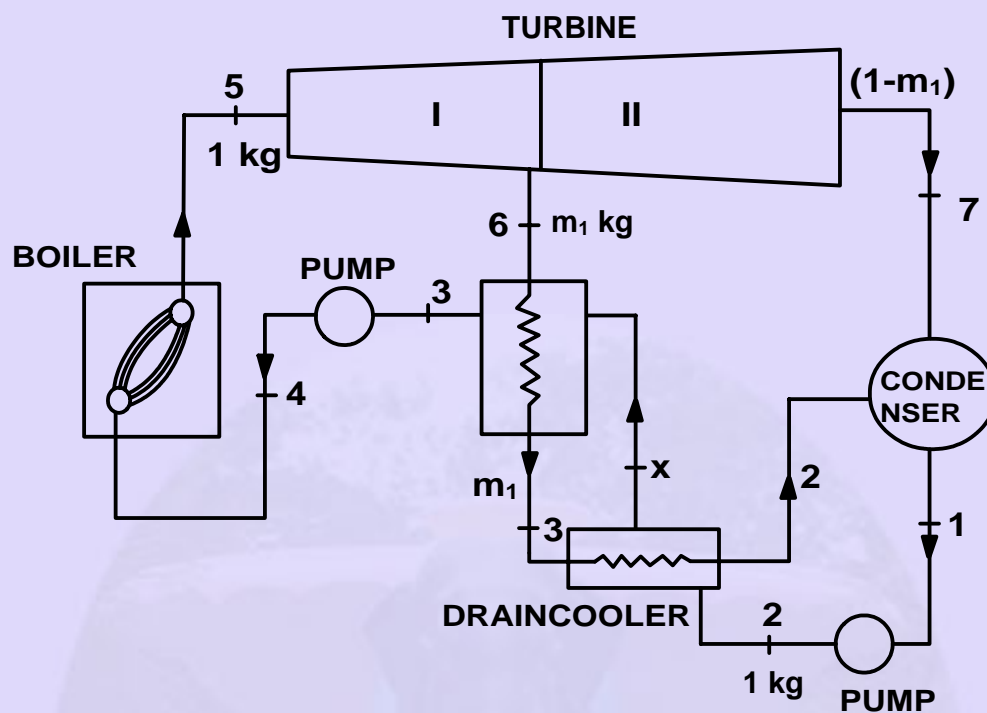 TURBINE
5
I
II
(1-m₁)
1 kg
6
m₁ kg
7
BOILER
PUMP
3
4
CONDE
NSER
m₁
x
2
3
1
DRAINCOOLER
2
1 kg
PUMP